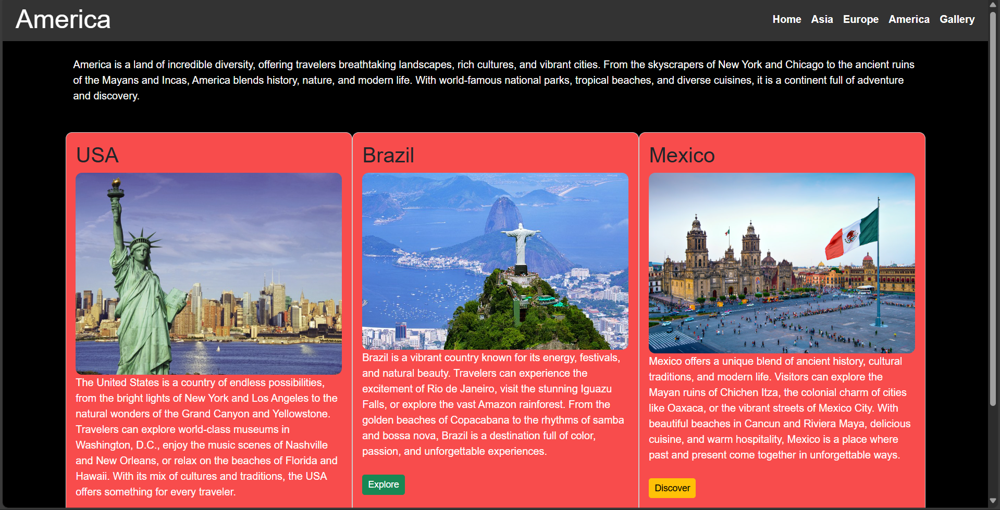 America
Home Asia Europe America Gallery
America is a land of incredible diversity, offering travelers breathtaking landscapes, rich cultures, and vibrant cities. From the skyscrapers of New York and Chicago to the ancient ruins
of the Mayans and Incas, America blends history, nature, and modern life. With world-famous national parks, tropical beaches, and diverse cuisines, it is a continent full of adventure
and discovery.
USA
The United States is a country of endless possibilities,
from the bright lights of New York and Los Angeles to the
natural wonders of the Grand Canyon and Yellowstone.
Travelers can explore world-class museums in
Washington, D.C., enjoy the music scenes of Nashville
and New Orleans, or relax on the beaches of Florida and
Hawaii. With its mix of cultures and traditions, the USA
offers something for every traveler.
Brazil
Brazil is a vibrant country known for its energy, festivals,
and natural beauty. Travelers can experience the
excitement of Rio de Janeiro, visit the stunning Iguazu
Falls, or explore the vast Amazon rainforest. From the
golden beaches of Copacabana to the rhythms of samba
and bossa nova, Brazil is a destination full of color,
passion, and unforgettable experiences.
Explore
Mexico
Mexico offers a unique blend of ancient history, cultural
traditions, and modern life. Visitors can explore the
Mayan ruins of Chichen Itza, the colonial charm of cities
like Oaxaca, or the vibrant streets of Mexico City. With
beautiful beaches in Cancun and Riviera Maya, delicious
cuisine, and warm hospitality, Mexico is a place where
past and present come together in unforgettable ways.
Discover